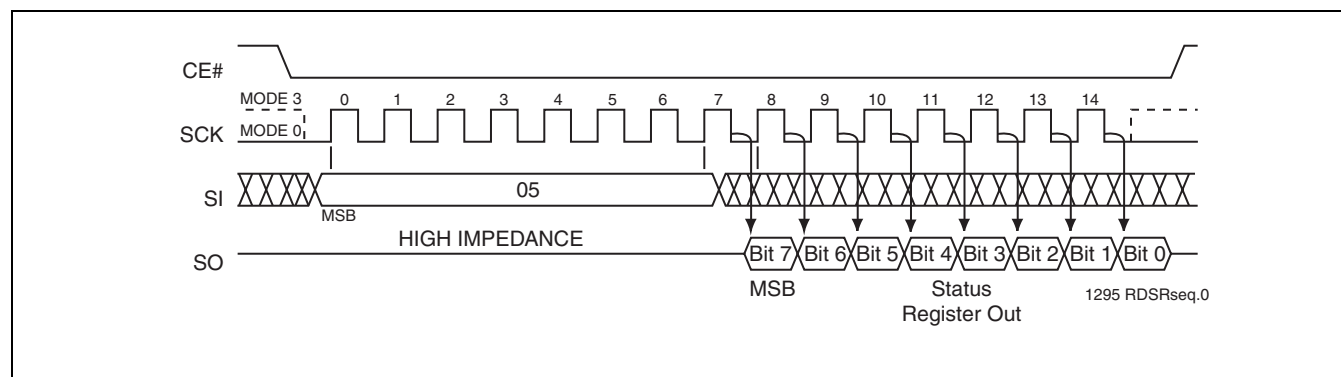 CE#
MODE 3 0 1 2 3 4 5 6 7 8 9 10 11 12 13 14
SCK MODE 0
SI 05
MSB
HIGH IMPEDANCE
SO Bit 7 Bit 6 Bit 5 Bit 4 Bit 3 Bit 2 Bit 1 Bit 0
MSB Status 1295 RDSRseq.0
Register Out